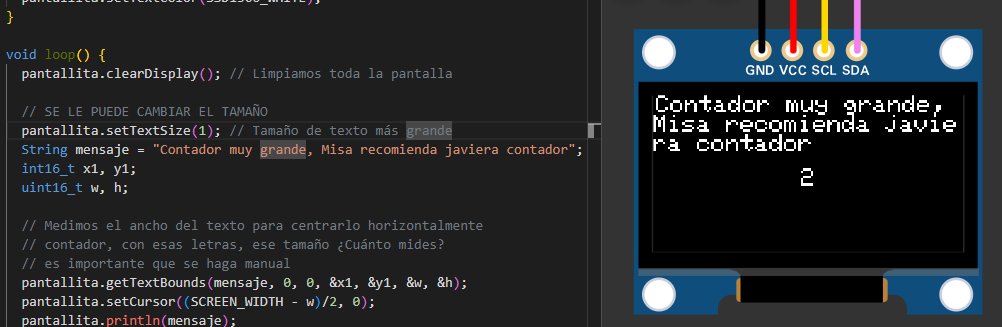 }
void loop() {
pantallita.clearDisplay(); // Limpiamos toda la pantalla
// SE LE PUEDE CAMBIAR EL TAMAÑO
pantallita.setTextSize(1); // Tamaño de texto más grande
String mensaje = "Contador muy grande, Misa recomienda javiera contador";
int16_t x1, y1;
uint16_t w, h;
// Medimos el ancho del texto para centrarlo horizontalmente
// contador, con esas letras, ese tamaño ¿Cuánto mides?
// es importante que se haga manual
pantallita.getTextBounds(mensaje, 0, 0, &x1, &y1, &w, &h);
pantallita.setCursor((SCREEN_WIDTH - w)/2, 0);
pantallita.println(mensaje);
GND VCC SCL SDA
Contador muy grande,
Misa recomienda javie
ra contador
2